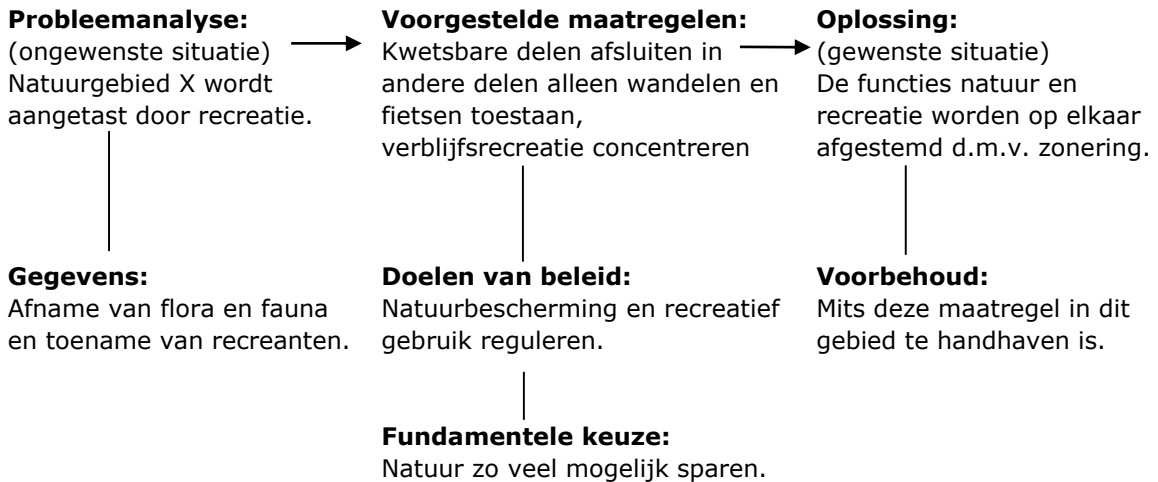 Probleemanalyse:
(ongewenste situatie)
Natuurgebied X wordt
aangetast door recreatie.
Voorgestelde maatregelen:
Kwetsbare delen afsluiten in
andere delen alleen wandelen en
fietsen toestaan,
verblijfsrecreatie concentreren
Oplossing:
(gewenste situatie)
De functies natuur en
recreatie worden op elkaar
afgestemd d.m.v. zonering.
Gegevens:
Afname van flora en fauna
en toename van recreanten.
Doelen van beleid:
Natuurbescherming en recreatief
gebruik reguleren.
Voorbehoud:
Mits deze maatregel in dit
gebied te handhaven is.
Fundamentele keuze:
Natuur zo veel mogelijk sparen.